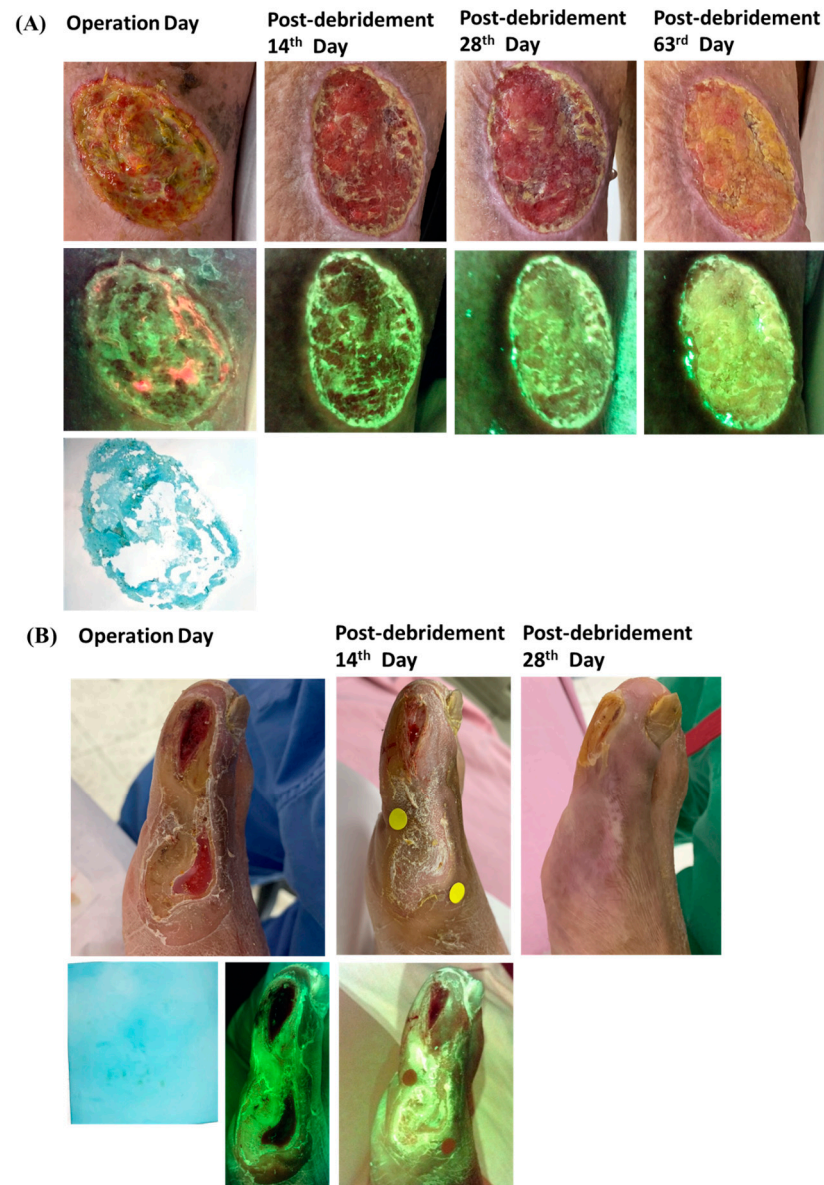 (A)
Operation Day
Post-debridement
14th Day
Post-debridement
28th Day
Post-debridement
63rd Day
(B)
Operation Day
Post-debridement
14th Day
Post-debridement
28th Day